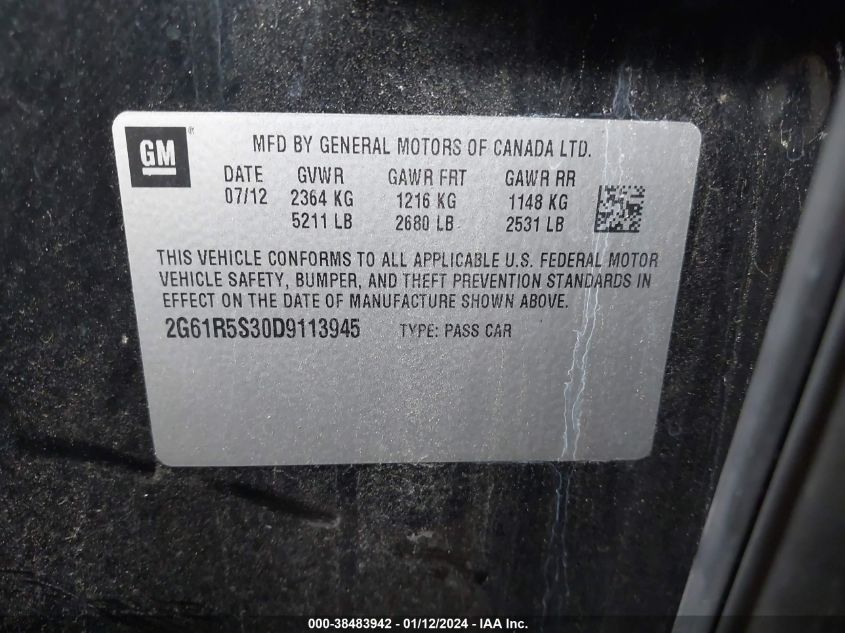 GM ®
MFD BY GENERAL MOTORS OF CANADA LTD.
DATE GVWR GAWR FRT GAWR RR
07/12 2364 KG 1216 KG 1148 KG
5211 LB 2680 LB 2531 LB
THIS VEHICLE CONFORMS TO ALL APPLICABLE U.S. FEDERAL MOTOR
VEHICLE SAFETY, BUMPER, AND THEFT PREVENTION STANDARDS IN
EFFECT ON THE DATE OF MANUFACTURE SHOWN ABOVE.
2G61R5S30D9113945 TYPE: PASS CAR
000-38483942 - 01/12/2024 - IAA Inc.